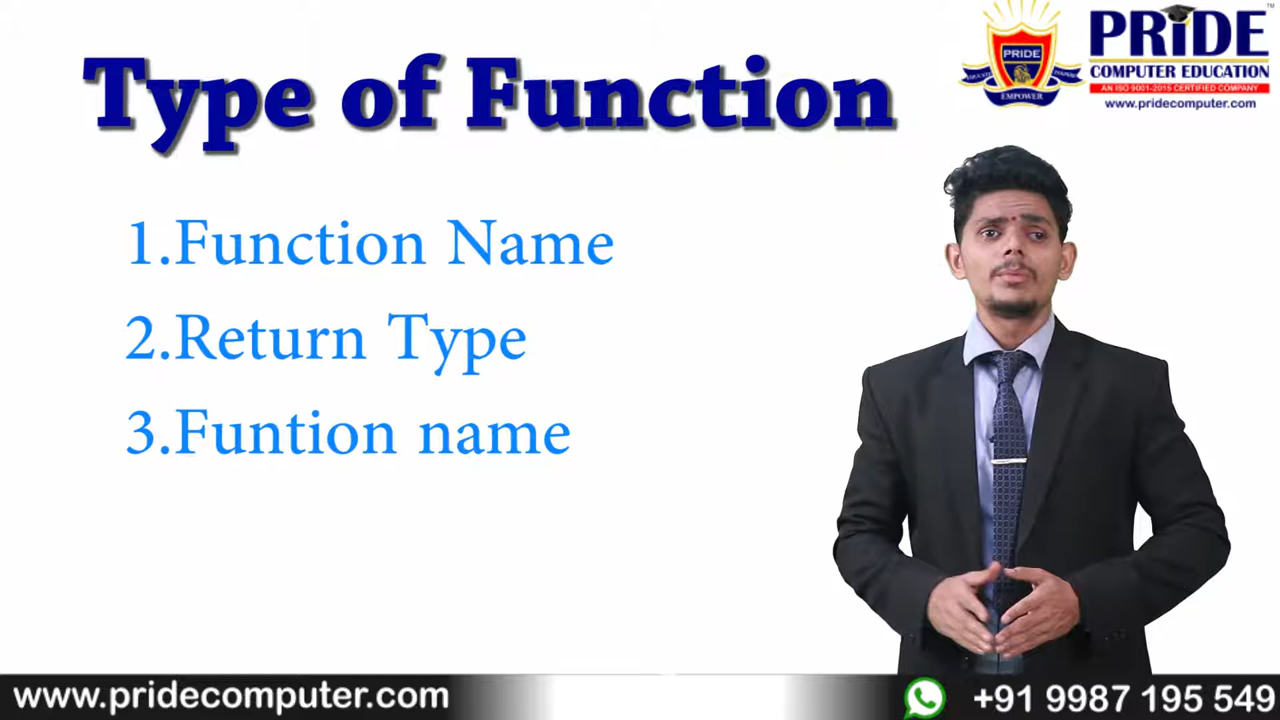 Type of Function
PRIDE
EMPOWER
PRiDE
COMPUTER EDUCATION
AN ISO 9001-2015 CERTIFIED COMPANY
www.pridecomputer.com
1.Function Name
2.Return Type
3.Funtion name
www.pridecomputer.com
+91 9987 195 549